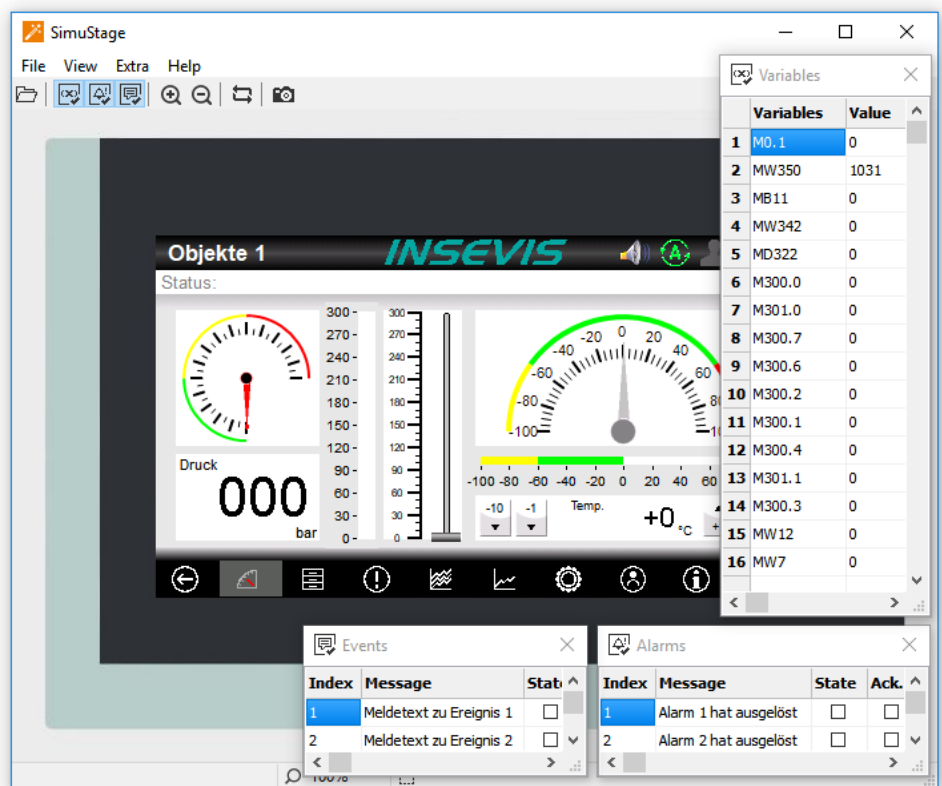 SimuStage
File View Extra Help
Variables
Variables Value
1 M0.1 0
2 MW350 1031
3 MB11 0
4 MW342 0
5 MD322 0
6 M300.0 0
7 M301.0 0
8 M300.7 0
9 M300.6 0
10 M300.2 0
11 M300.1 0
12 M300.4 0
13 M301.1 0
14 M300.3 0
15 MW12 0
16 MW7 0
Objekte 1 INSEVIS A
Status:
300
270
240
210
180
150
120
90
60
30
0
300
270
240
210
180
150
120
90
60
30
0
-100 -80 -60 -40 -20 0 20 40 60
Druck
000
bar
-100 -80 -60 -40 -20 0 20 40 60
-10 -1 Temp. +0 °C
Events
Index Message
1 Meldetext zu Ereignis 1
2 Meldetext zu Ereignis 2
Alarms
Index Message State Ack.
1 Alarm 1 hat ausgelöst
2 Alarm 2 hat ausgelöst
100%